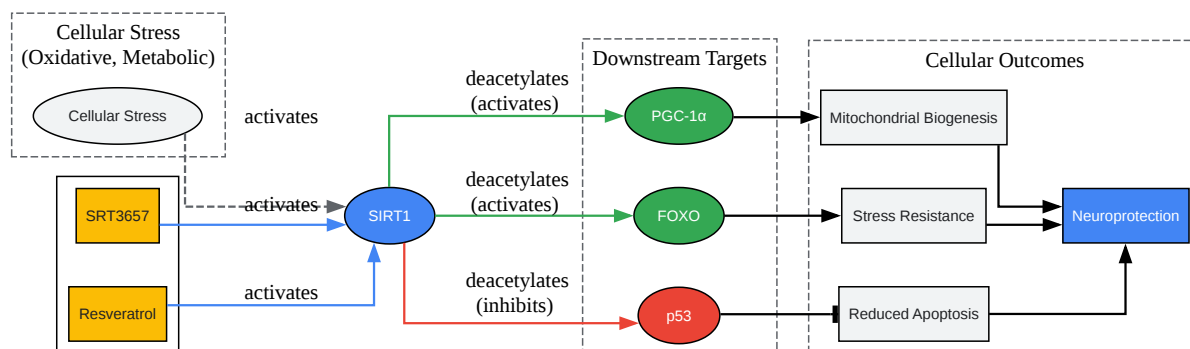 Cellular Stress
(Oxidative, Metabolic)
Cellular Stress
activates
SRT3657
activates
Resveratrol
activates
SIRT1
deacetylates
(activates)
deacetylates
(activates)
deacetylates
(inhibits)
Downstream Targets
PGC-1α
FOXO
p53
Cellular Outcomes
Mitochondrial Biogenesis
Stress Resistance
Reduced Apoptosis
Neuroprotection